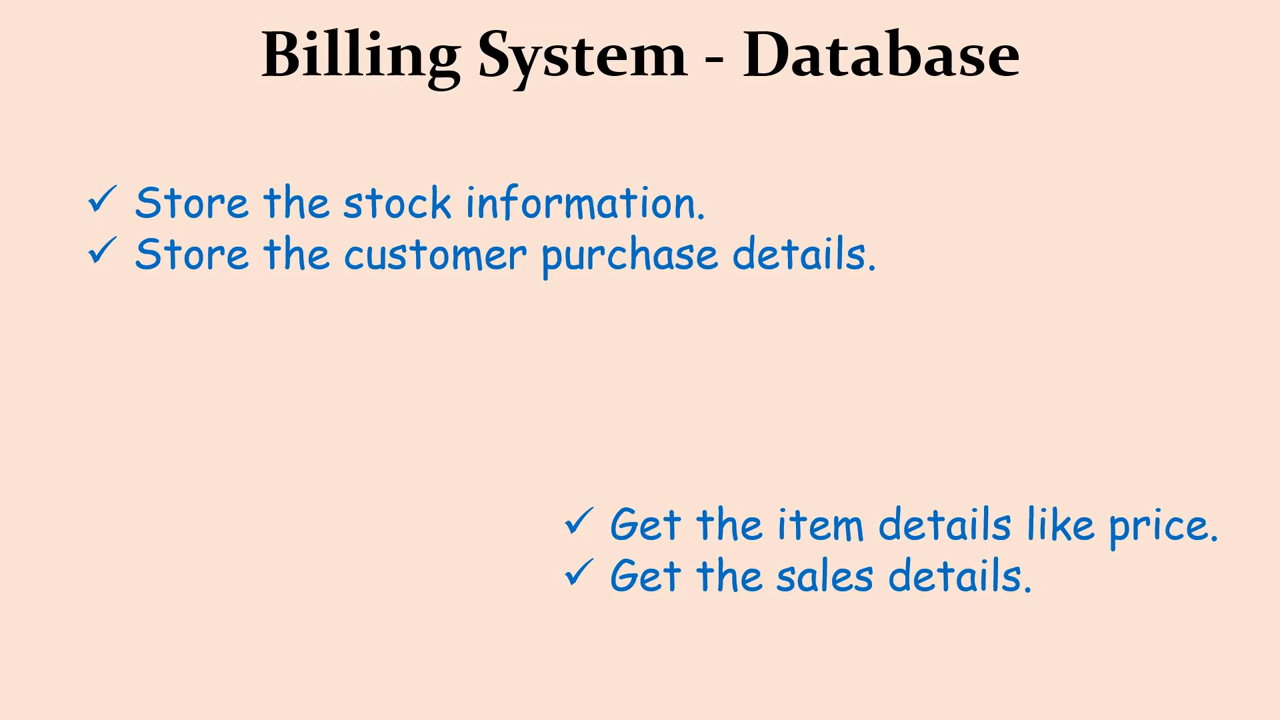 Billing System - Database
✓ Store the stock information.
✓ Store the customer purchase details.
✓ Get the item details like price.
✓ Get the sales details.